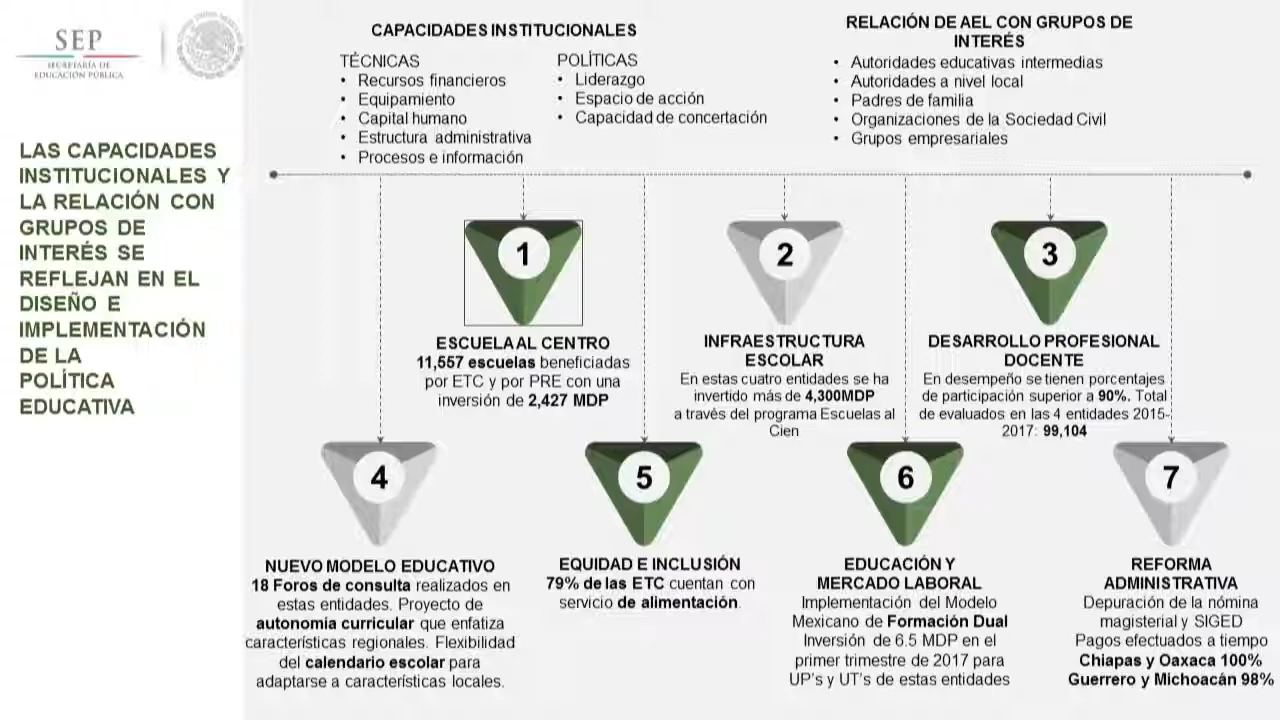 SEP
SECRETARÍA DE
EDUCACIÓN PÚBLICA
LAS CAPACIDADES
INSTITUCIONALES Y
LA RELACIÓN CON
GRUPOS DE
INTERÉS SE
REFLEJAN EN EL
DISEÑO E
IMPLEMENTACIÓN
DE LA
POLÍTICA
EDUCATIVA
CAPACIDADES INSTITUCIONALES
TÉCNICAS
• Recursos financieros
• Equipamiento
• Capital humano
• Estructura administrativa
• Procesos e información
POLÍTICAS
• Liderazgo
• Espacio de acción
• Capacidad de concertación
RELACIÓN DE AEL CON GRUPOS DE
INTERÉS
• Autoridades educativas intermedias
• Autoridades a nivel local
• Padres de familia
• Organizaciones de la Sociedad Civil
• Grupos empresariales
1
ESCUELA AL CENTRO
11,557 escuelas beneficiadas
por ETC y por PRE con una
inversión de 2,427 MDP
2
INFRAESTRUCTURA
ESCOLAR
En estas cuatro entidades se ha
invertido más de 4,300MDP
a través del programa Escuelas al
Cien
3
DESARROLLO PROFESIONAL
DOCENTE
En desempeño se tienen porcentajes
de participación superior a 90%. Total
de evaluados en las 4 entidades 2015-
2017: 99,104
4
NUEVO MODELO EDUCATIVO
18 Foros de consulta realizados en
estas entidades. Proyecto de
autonomía curricular que enfatiza
características regionales. Flexibilidad
del calendario escolar para
adaptarse a características locales.
5
EQUIDAD E INCLUSIÓN
79% de las ETC cuentan con
servicio de alimentación.
6
EDUCACIÓN Y
MERCADO LABORAL
Implementación del Modelo
Mexicano de Formación Dual
Inversión de 6.5 MDP en el
primer trimestre de 2017 para
UP's y UT's de estas entidades
7
REFORMA
ADMINISTRATIVA
Depuración de la nómina
magisterial y SIGED
Pagos efectuados a tiempo
Chiapas y Oaxaca 100%
Guerrero y Michoacán 98%